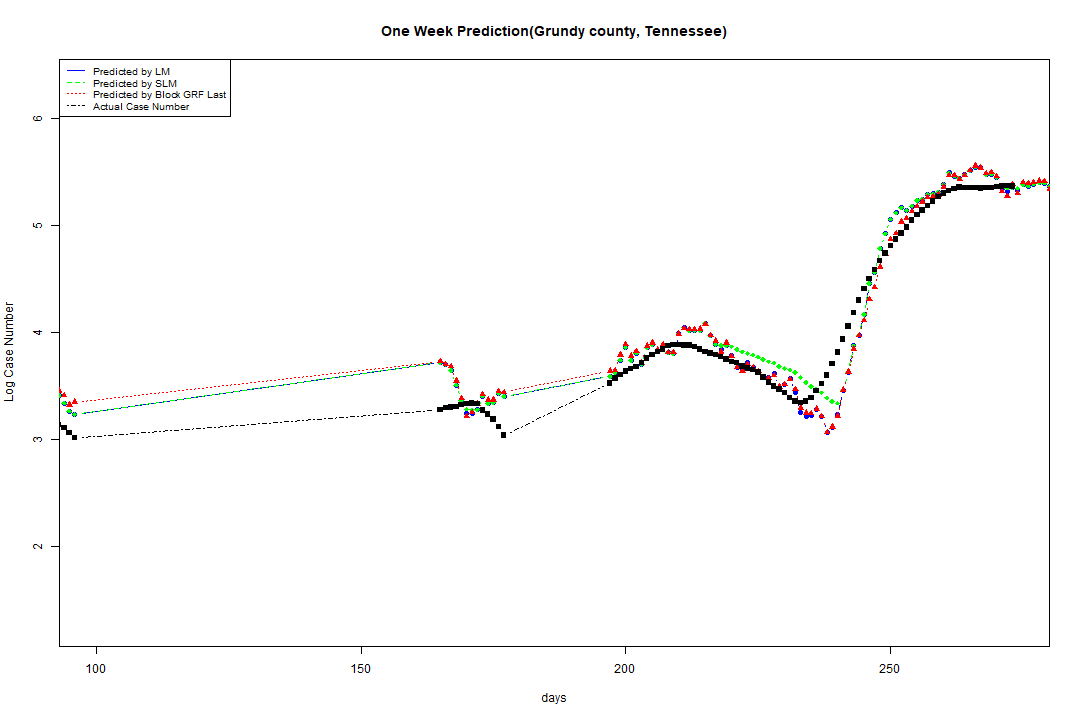 One Week Prediction(Grundy county, Tennessee)
Predicted by LM
Predicted by SLM
Predicted by Block GRF Last
Actual Case Number
Log Case Number
6
5
4
3
2
100 150 200 250
days